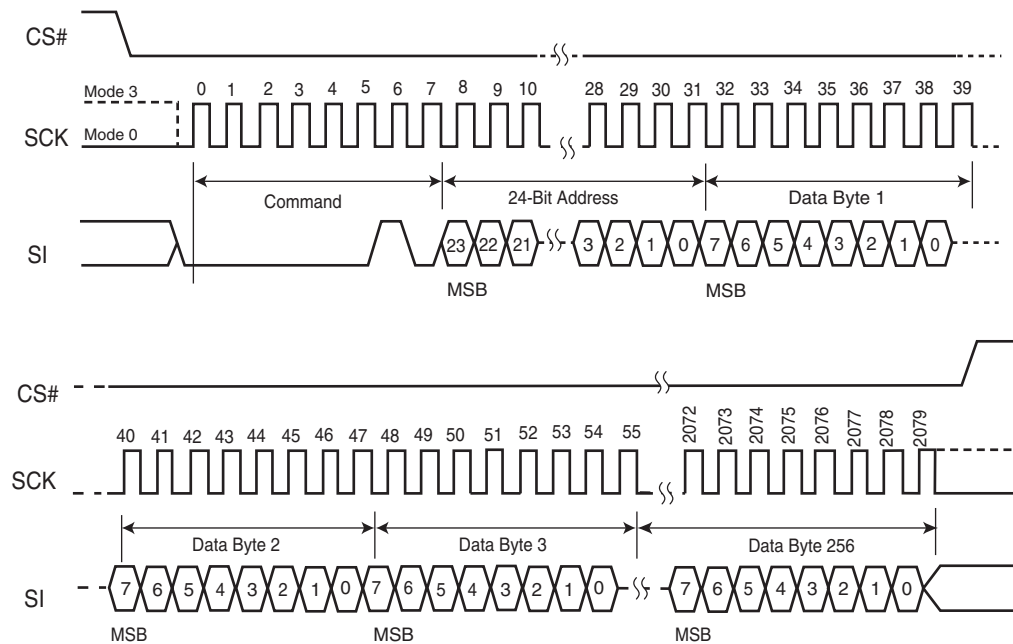 CS#
Mode 3
0 1 2 3 4 5 6 7 8 9 10 28 29 30 31 32 33 34 35 36 37 38 39
SCK
Mode 0
Command
24-Bit Address
Data Byte 1
SI
23 22 21 3 2 1 0 7 6 5 4 3 2 1 0
MSB
MSB
CS#
40 41 42 43 44 45 46 47 48 49 50 51 52 53 54 55 2072 2073 2074 2075 2076 2077 2078 2079
SCK
Data Byte 2
Data Byte 3
Data Byte 256
SI
7 6 5 4 3 2 1 0 7 6 5 4 3 2 1 0 7 6 5 4 3 2 1 0
MSB
MSB
MSB